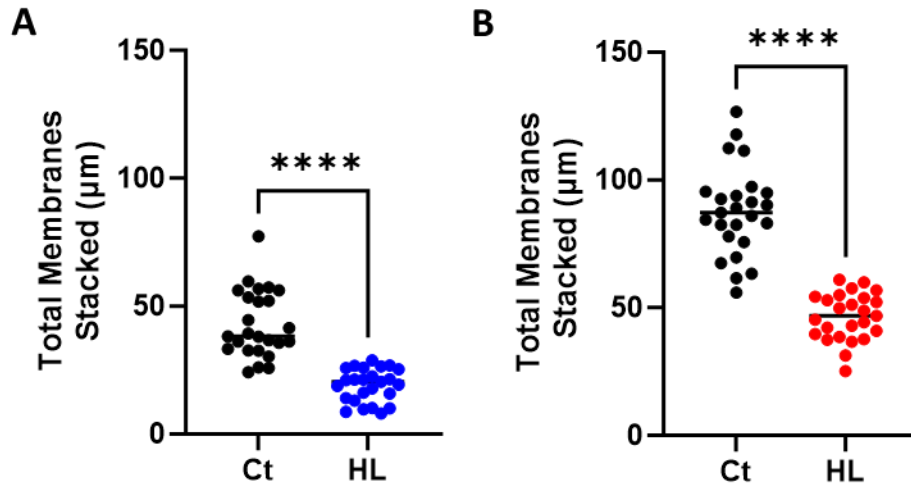 A
Total Membranes
Stacked (µm)
150
100
50
0
****
Ct
HL
B
Total Membranes
Stacked (µm)
150
100
50
0
****
Ct
HL